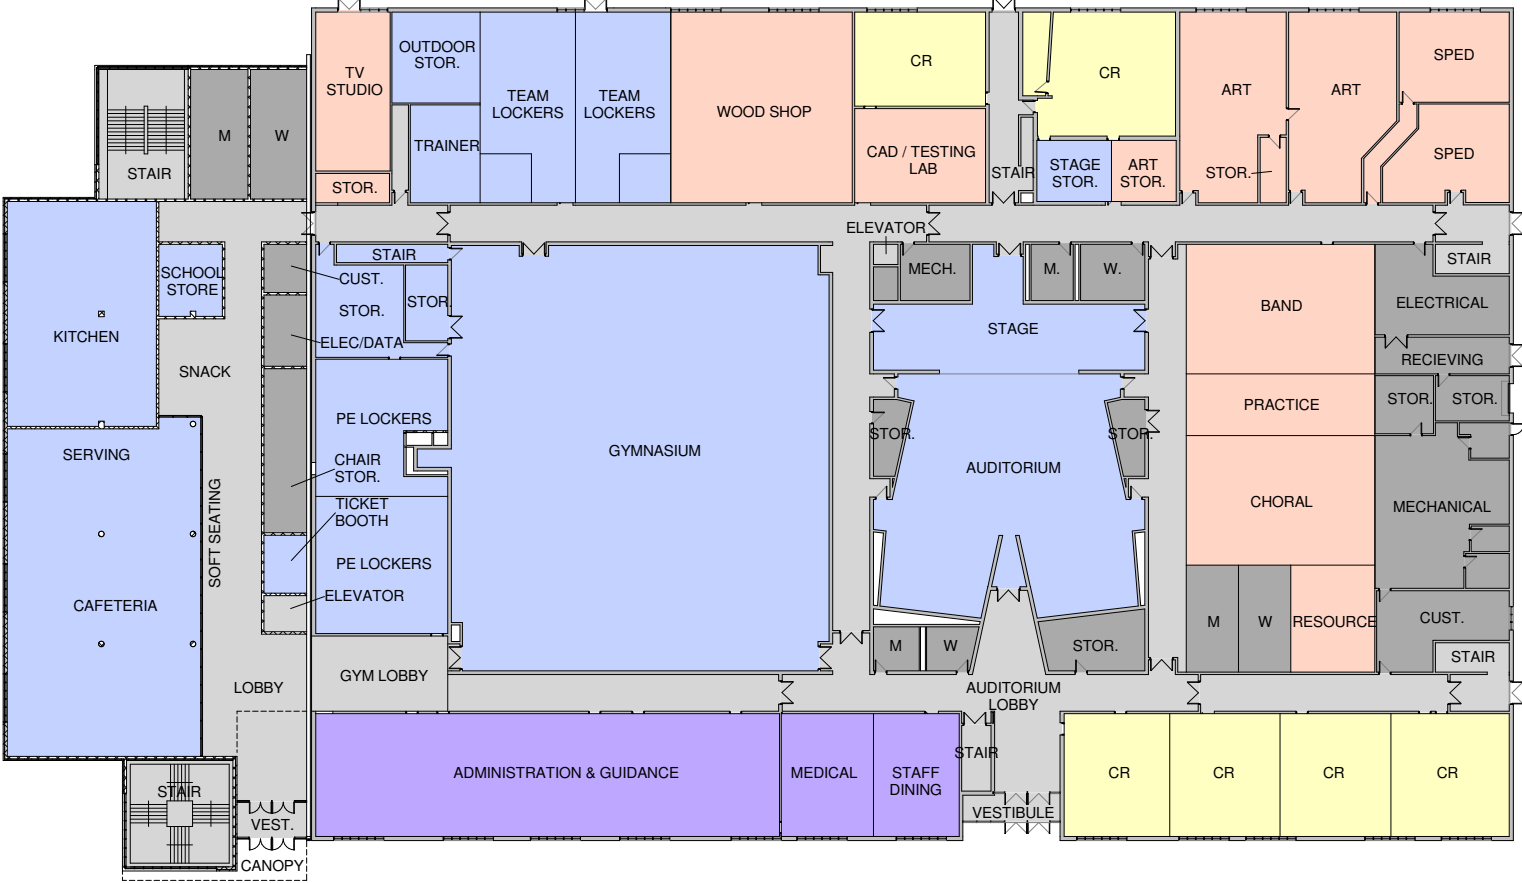 TV
STUDIO
OUTDOOR
STOR.
TEAM
LOCKERS
TEAM
LOCKERS
WOOD SHOP
CR
CR
ART
ART
SPED
M
W
TRAINER
CAD / TESTING
LAB
STAIR
STAGE
STOR.
ART
STOR.
STOR.
SPED
STAIR
STOR.
ELEVATOR
STAIR
MECH.
M.
W.
STAIR
SCHOOL
STORE
CUST.
STOR.
STOR.
ELECTRICAL
BAND
STAGE
KITCHEN
ELEC/DATA
SNACK
RECIEVING
PRACTICE
STOR.
STOR.
PE LOCKERS
STOR.
STOR.
SERVING
GYMNASIUM
CHAIR
STOR.
AUDITORIUM
CHORAL
MECHANICAL
TICKET
BOOTH
SOFT SEATING
PE LOCKERS
CAFETERIA
ELEVATOR
M
W
RESOURCE
CUST.
M
W
STOR.
STAIR
GYM LOBBY
LOBBY
AUDITORIUM
LOBBY
STAIR
ADMINISTRATION & GUIDANCE
MEDICAL
STAFF
DINING
CR
CR
CR
CR
STAIR
VEST.
VESTIBULE
CANOPY